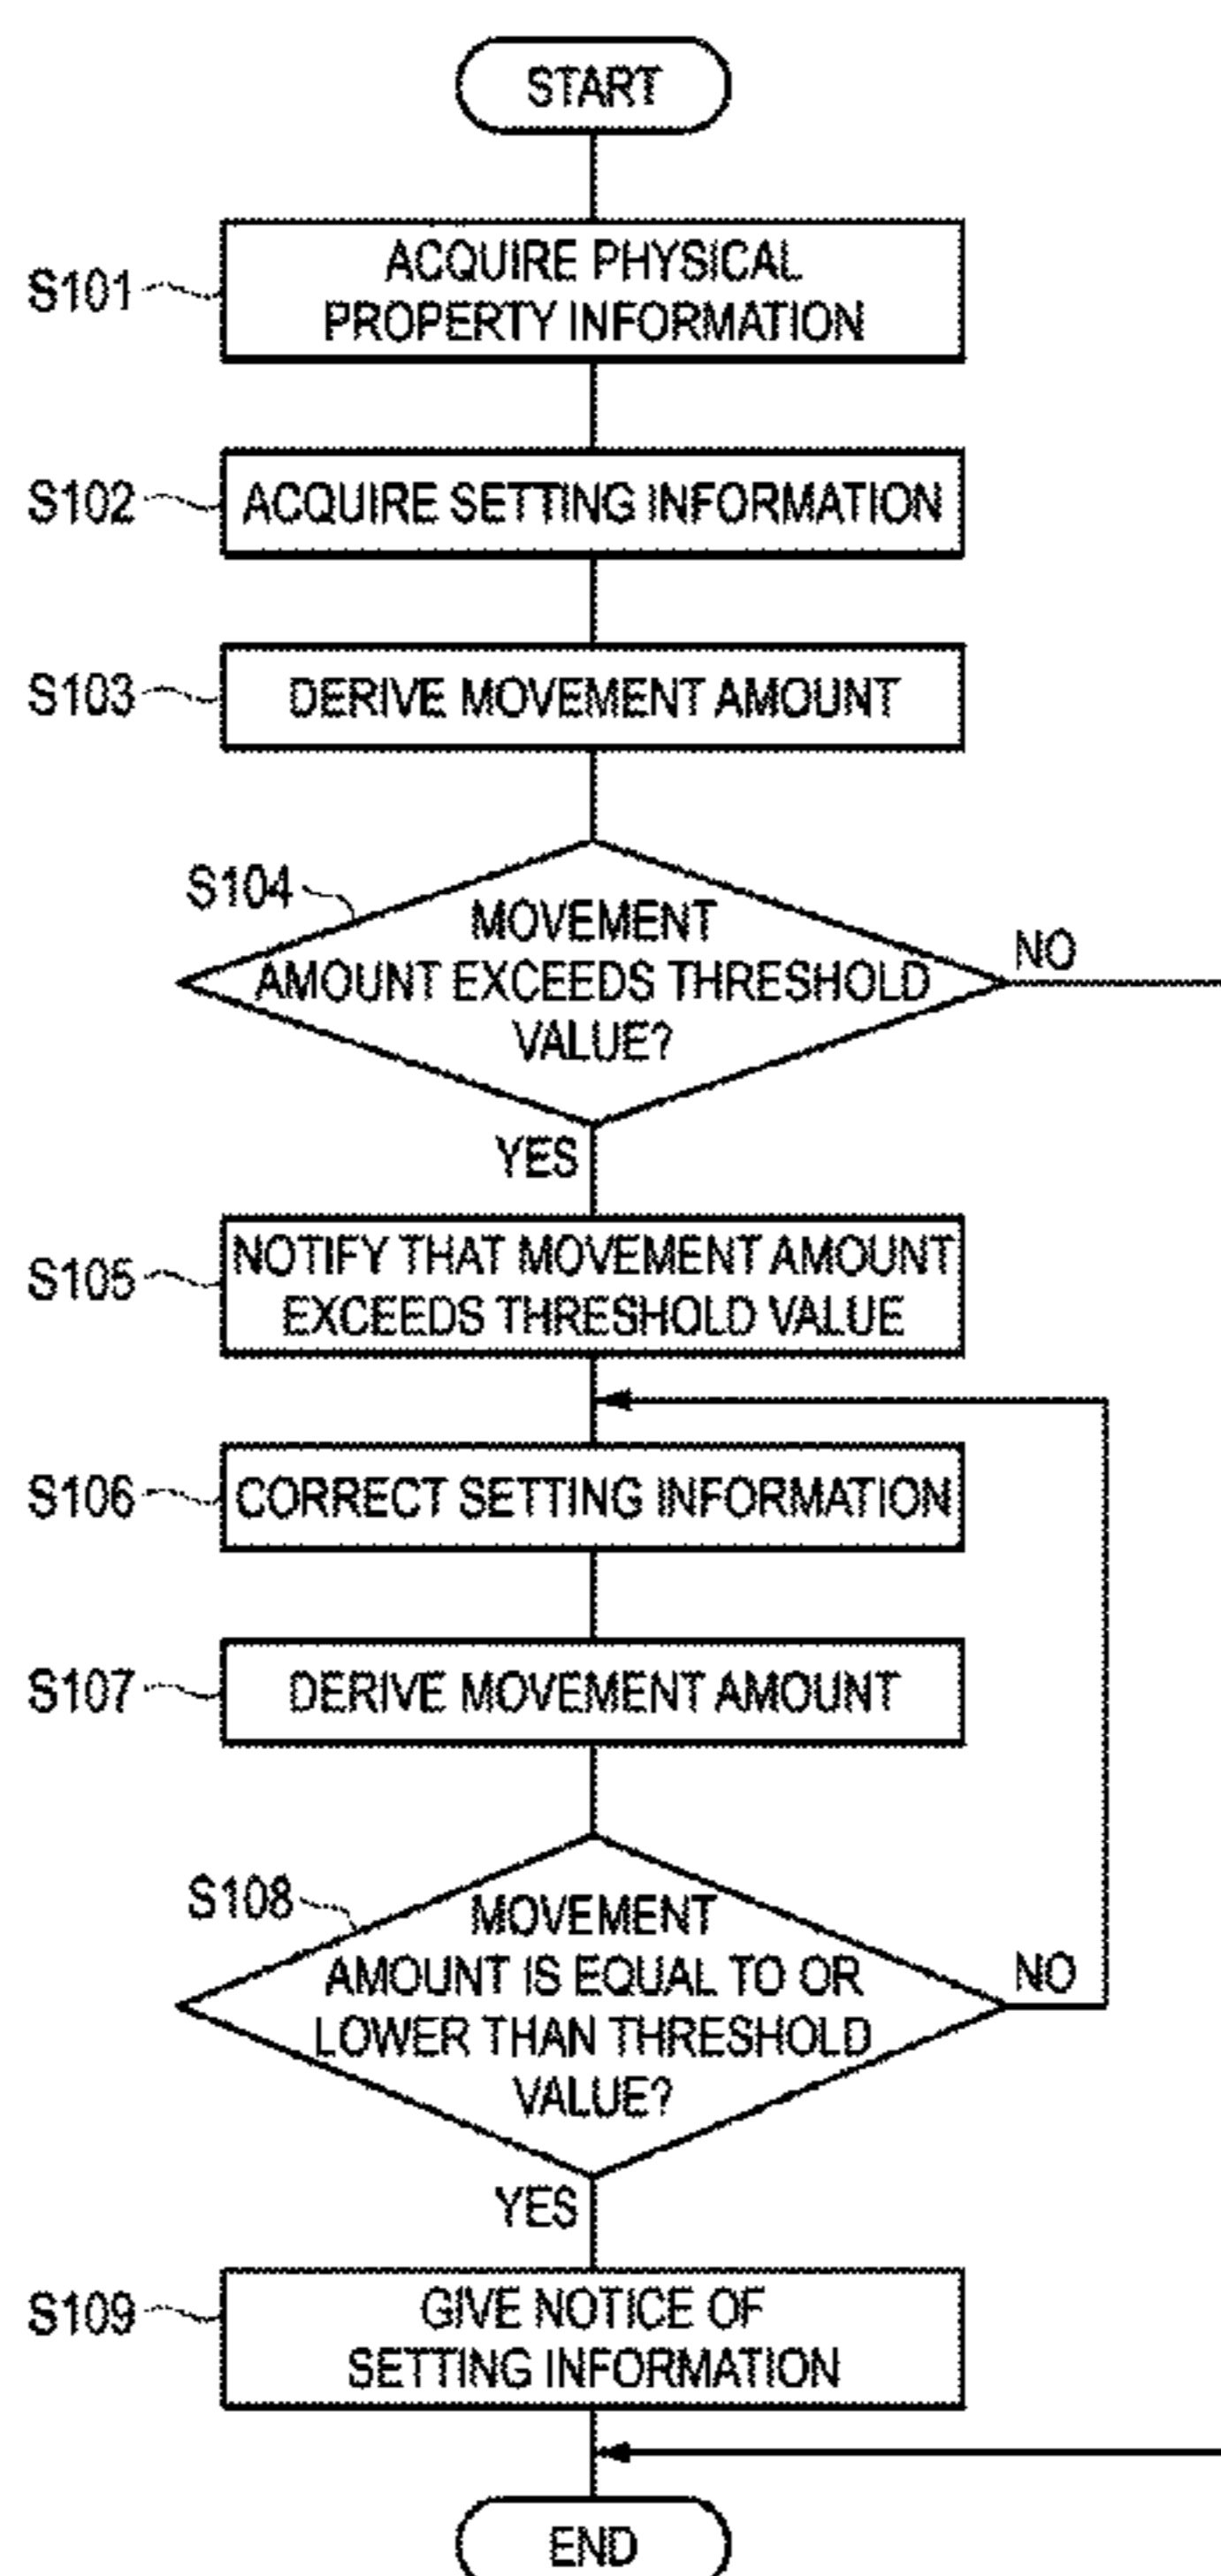 START
S101
ACQUIRE PHYSICAL
PROPERTY INFORMATION
S102
ACQUIRE SETTING INFORMATION
S103
DERIVE MOVEMENT AMOUNT
S104
MOVEMENT
AMOUNT EXCEEDS THRESHOLD
VALUE?
NO
YES
S105
NOTIFY THAT MOVEMENT AMOUNT
EXCEEDS THRESHOLD VALUE
S106
CORRECT SETTING INFORMATION
S107
DERIVE MOVEMENT AMOUNT
S108
MOVEMENT
AMOUNT IS EQUAL TO OR
LOWER THAN THRESHOLD
VALUE?
NO
YES
S109
GIVE NOTICE OF
SETTING INFORMATION
END